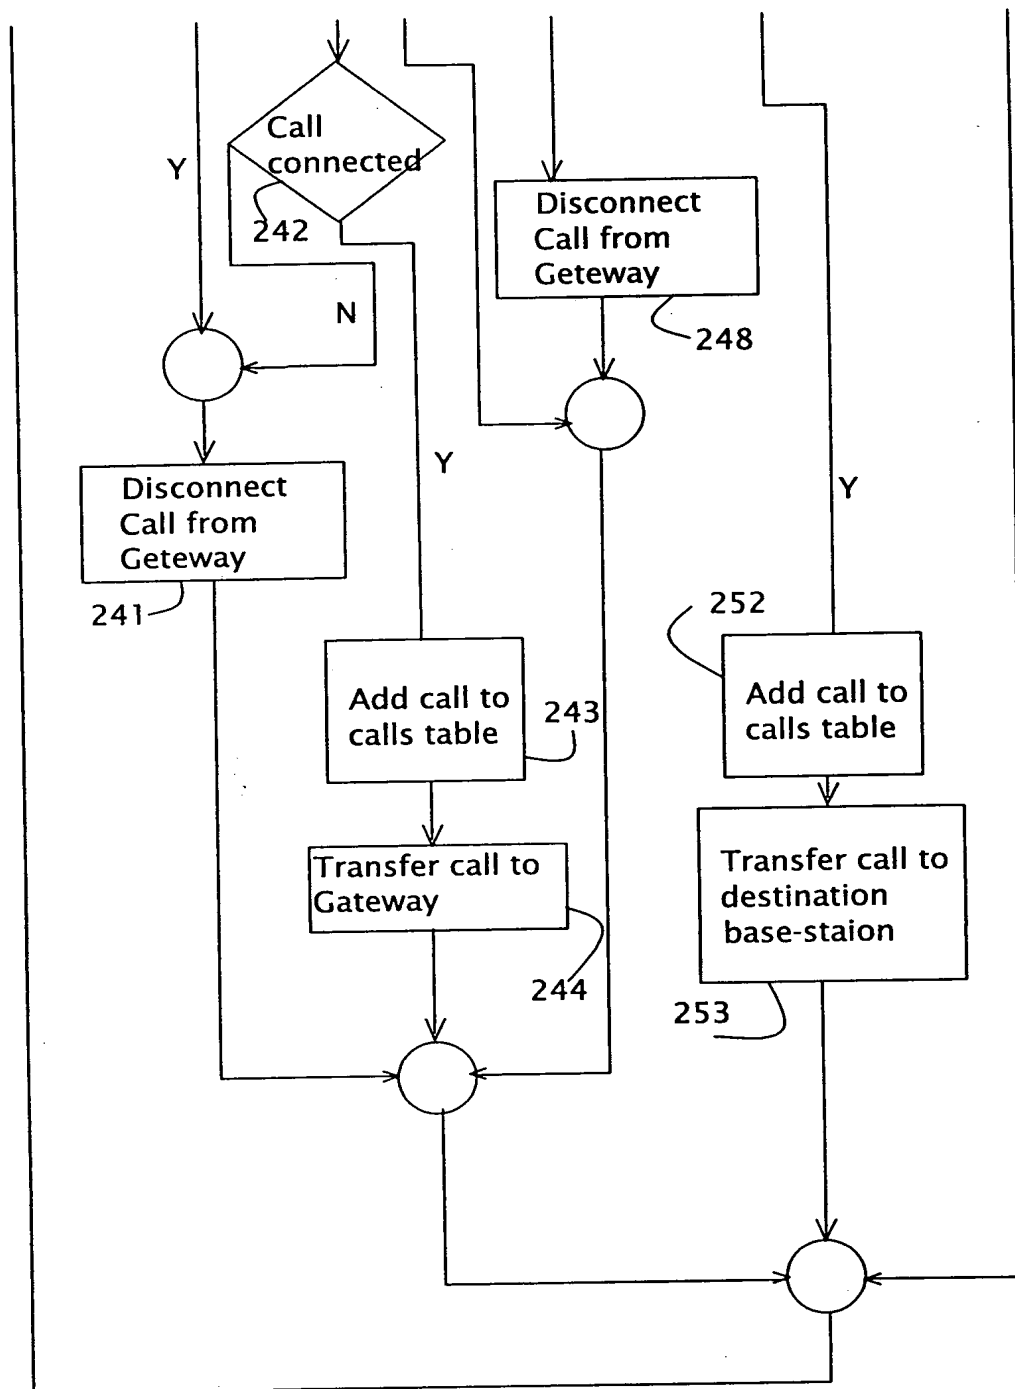 Call
connected
Y
242
Disconnect
Call from
Geteway
N
248
Y
Y
Disconnect
Call from
Geteway
241
252
Add call to
calls table
243
Add call to
calls table
Transfer call to
Gateway
Transfer call to
destination
base-staion
244
253